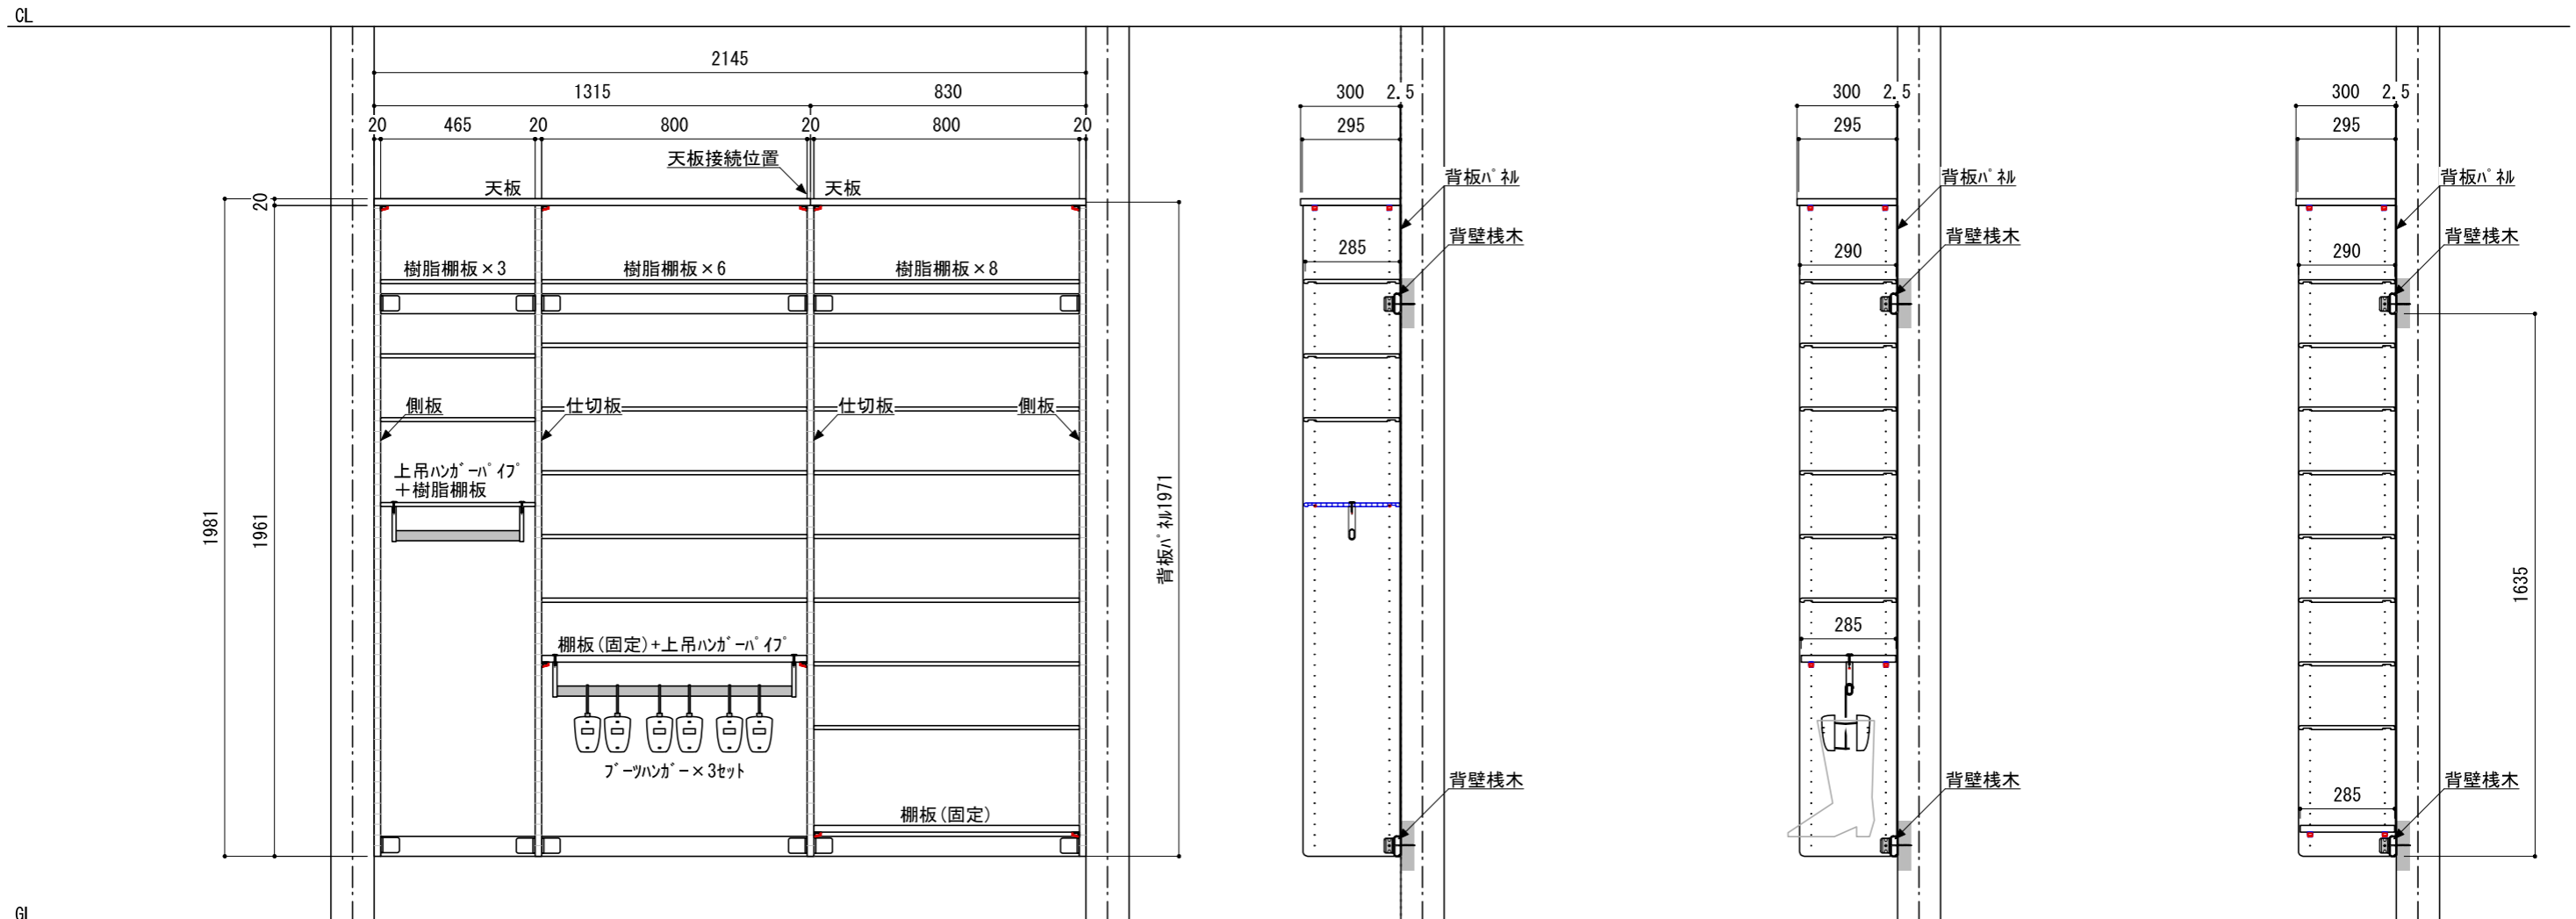 CL
2145
1315
830
20
465
20
800
20
800
20
天板接続位置
天板
天板
20
樹脂棚板×3
樹脂棚板×6
樹脂棚板×8
側板
仕切板
仕切板
側板
上吊ﾊﾝｶﾞｰﾊﾟｲﾌﾟ
＋樹脂棚板
1981
1961
背板ﾊﾟﾈﾙ1971
棚板(固定)+上吊ﾊﾝｶﾞｰﾊﾟｲﾌﾟ
ﾌﾞｰﾂﾊﾝｶﾞｰ×3ｾｯﾄ
棚板(固定)
GL
300
2.5
295
背板ﾊﾟﾈﾙ
背壁桟木
285
背壁桟木
300
2.5
295
背板ﾊﾟﾈﾙ
背壁桟木
290
285
背壁桟木
300
2.5
295
背板ﾊﾟﾈﾙ
背壁桟木
290
1635
285
背壁桟木